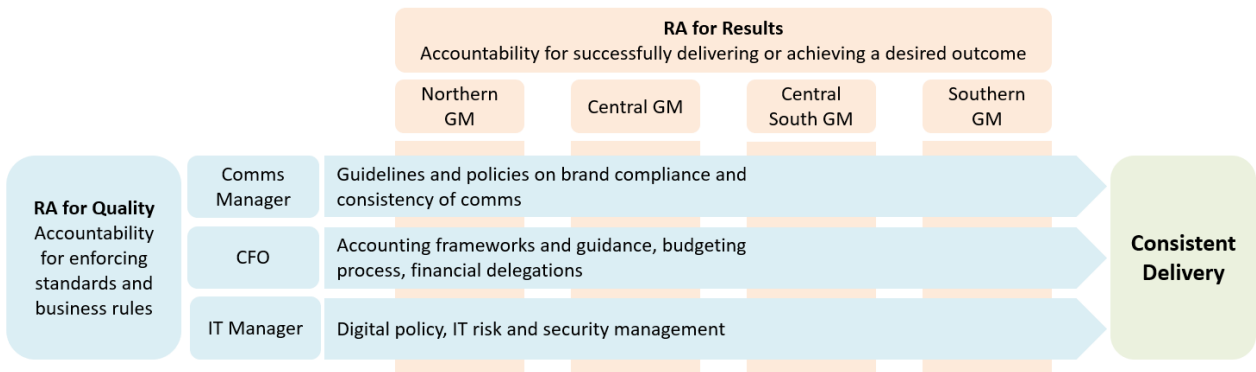 RA for Results
Accountability for successfully delivering or achieving a desired outcome
Northern
GM
Central GM
Central
South GM
Southern
GM
RA for Quality
Accountability
for enforcing
standards and
business rules
Comms
Manager
Guidelines and policies on brand compliance and
consistency of comms
CFO
Accounting frameworks and guidance, budgeting
process, financial delegations
IT Manager
Digital policy, IT risk and security management
Consistent
Delivery